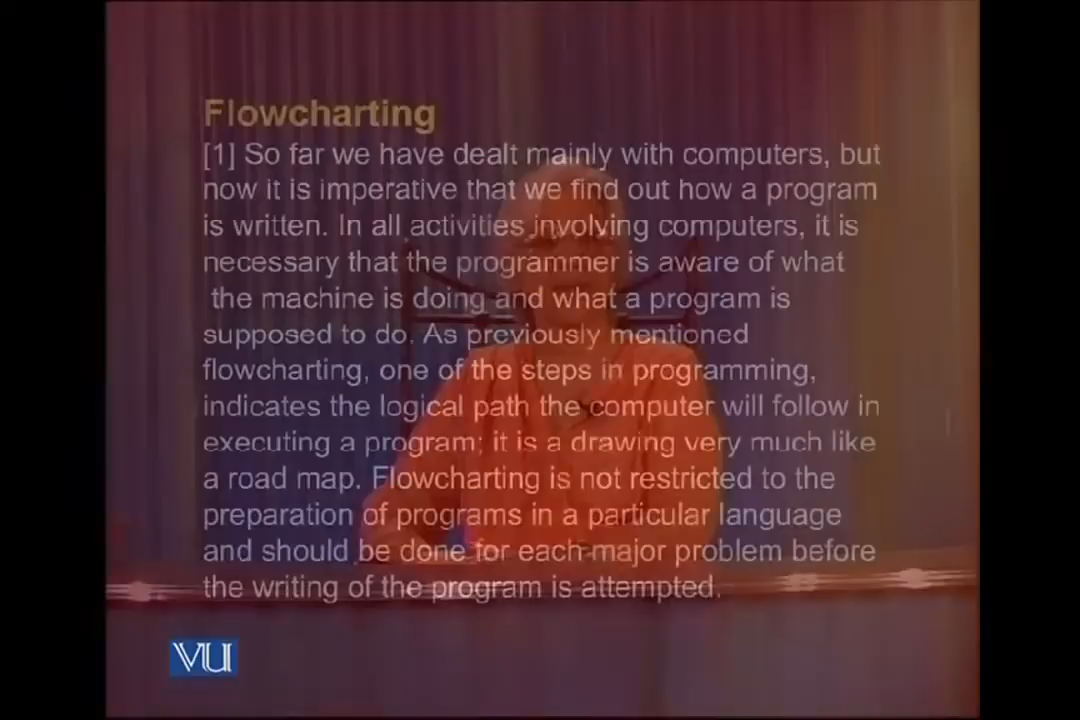 Flowcharting
[1] So far we have dealt mainly with computers, but
now it is imperative that we find out how a program
is written. In all activities involving computers, it is
necessary that the programmer is aware of what
the machine is doing and what a program is
supposed to do. As previously mentioned
flowcharting, one of the steps in programming,
indicates the logical path the computer will follow in
executing a program; it is a drawing very much like
a road map. Flowcharting is not restricted to the
preparation of programs in a particular language
and should be done for each major problem before
the writing of the program is attempted.
VU